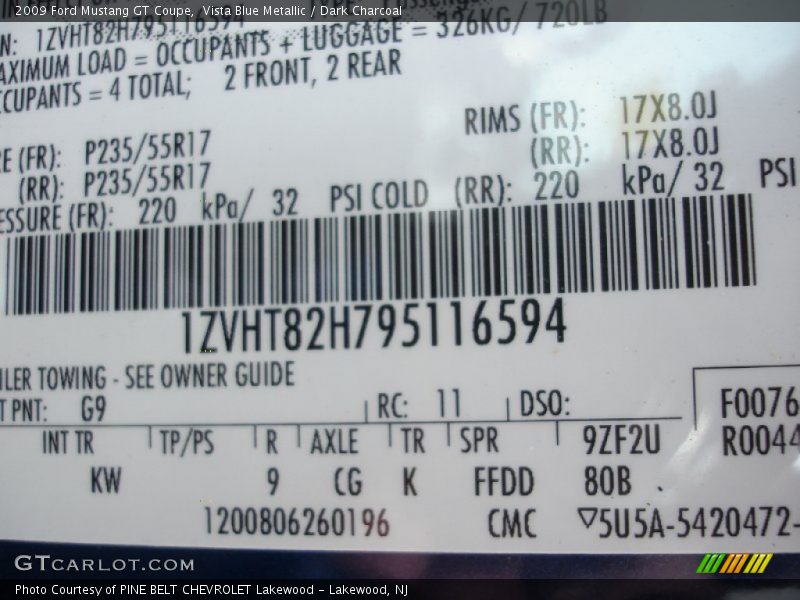 2009 Ford Mustang GT Coupe, Vista Blue Metallic / Dark Charcoal
N: 1ZVHT82H795116594
AXIMUM LOAD = OCCUPANTS + LUGGAGE = 326KG/ 720LB
CCUPANTS = 4 TOTAL; 2 FRONT, 2 REAR
RIMS (FR): 17X8.0J
RE (FR): P235/55R17 (RR): 17X8.0J
(RR): P235/55R17
ESSURE (FR): 220 kPa/ 32 PSI COLD (RR): 220 kPa/ 32 PSI
1ZVHT82H795116594
ILER TOWING - SEE OWNER GUIDE
T PNT: G9 RC: 11 DSO: F0076
INT TR TP/PS R AXLE TR SPR 9ZF2U R0044
KW 9 CG K FFDD 80B
1200806260196 CMC ▽5U5A-5420472-
GTCARLOT.COM
Photo Courtesy of PINE BELT CHEVROLET Lakewood - Lakewood, NJ